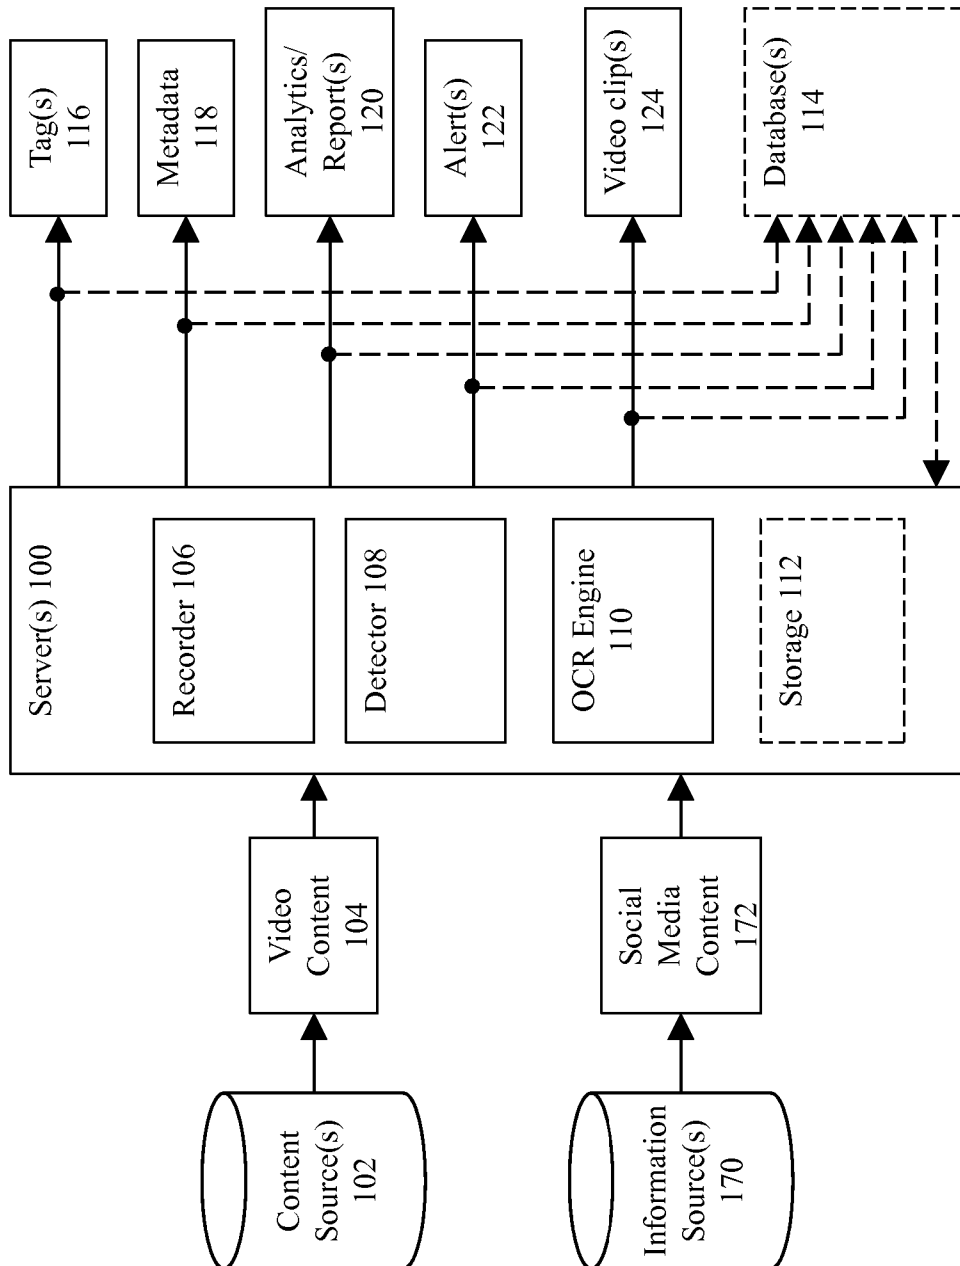 Content
Source(s)
102
Information
Source(s)
170
Video
Content
104
Social
Media
Content
172
Server(s) 100
Recorder 106
Detector 108
OCR Engine
110
Storage 112
Tag(s)
116
Metadata
118
Analytics/
Report(s)
120
Alert(s)
122
Video clip(s)
124
Database(s)
114